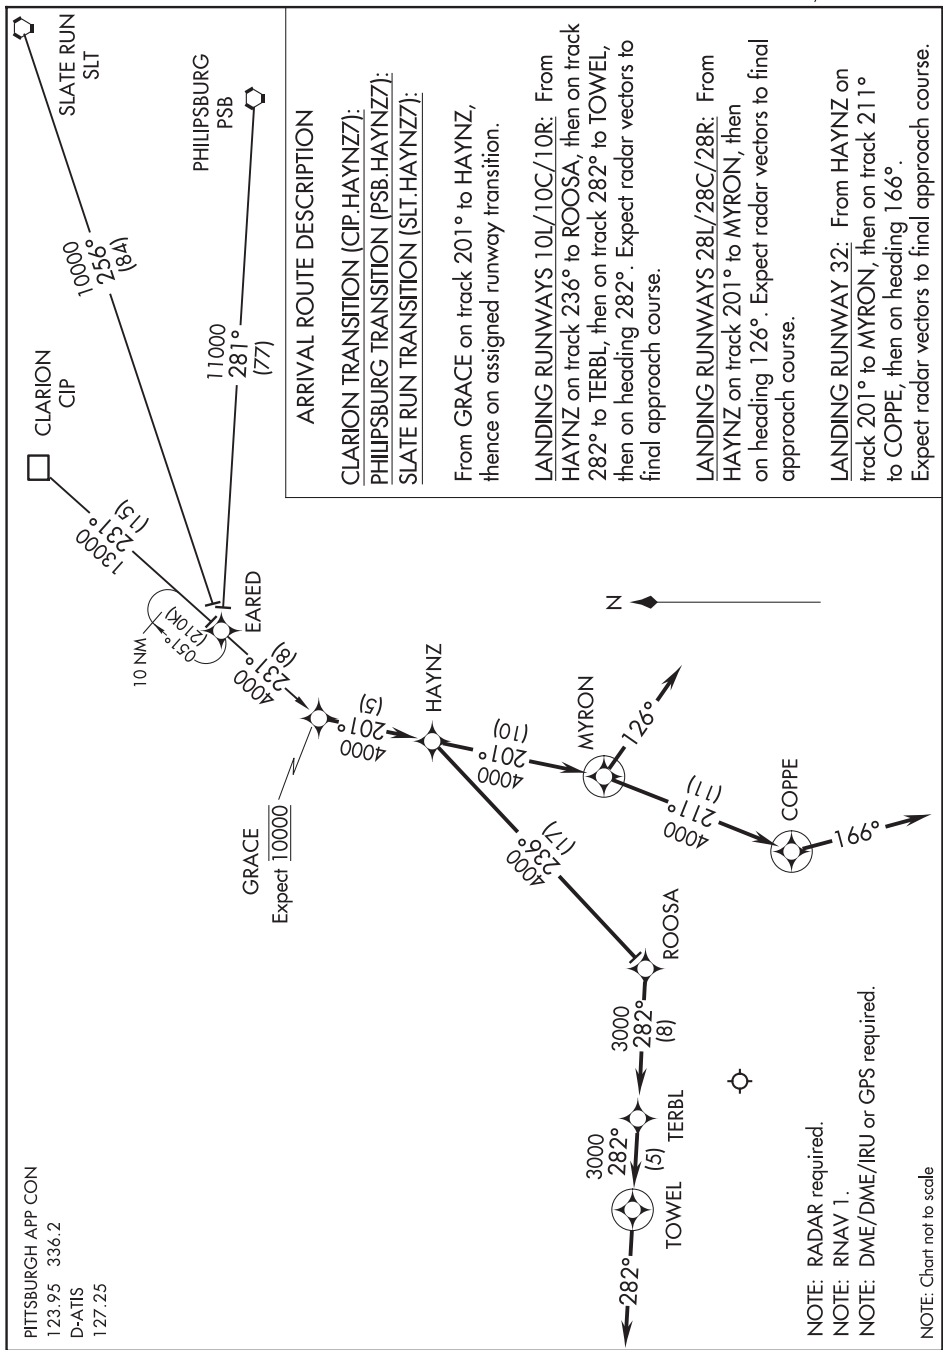 PITTSBURGH APP CON
123.95 336.2
D-ATIS
127.25
SLATE RUN
SLT
10000
256°
(84)
PHILIPSBURG
PSB
11000
281°
(77)
CLARION
CIP
13000
231°
(15)
10 NM
051°
(210K)
EARED
4000
231°
(8)
GRACE
Expect 10000
4000
201°
(5)
HAYNZ
4000
201°
(10)
4000
236°
(17)
MYRON
126°
4000
211°
(11)
COPPE
166°
ROOSA
3000
282°
(8)
TERBL
3000
282°
(5)
TOWEL
282°
N
ARRIVAL ROUTE DESCRIPTION
CLARION TRANSITION (CIP.HAYNZ7):
PHILIPSBURG TRANSITION (PSB.HAYNZ7):
SLATE RUN TRANSITION (SLT.HAYNZ7):
From GRACE on track 201° to HAYNZ,
thence on assigned runway transition.
LANDING RUNWAYS 10L/10C/10R: From
HAYNZ on track 236° to ROOSA, then on track
282° to TERBL, then on track 282° to TOWEL,
then on heading 282°. Expect radar vectors to
final approach course.
LANDING RUNWAYS 28L/28C/28R: From
HAYNZ on track 201° to MYRON, then
on heading 126°. Expect radar vectors to final
approach course.
LANDING RUNWAY 32: From HAYNZ on
track 201° to MYRON, then on track 211°
to COPPE, then on heading 166°.
Expect radar vectors to final approach course.
NOTE: RADAR required.
NOTE: RNAV 1.
NOTE: DME/DME/IRU or GPS required.
NOTE: Chart not to scale